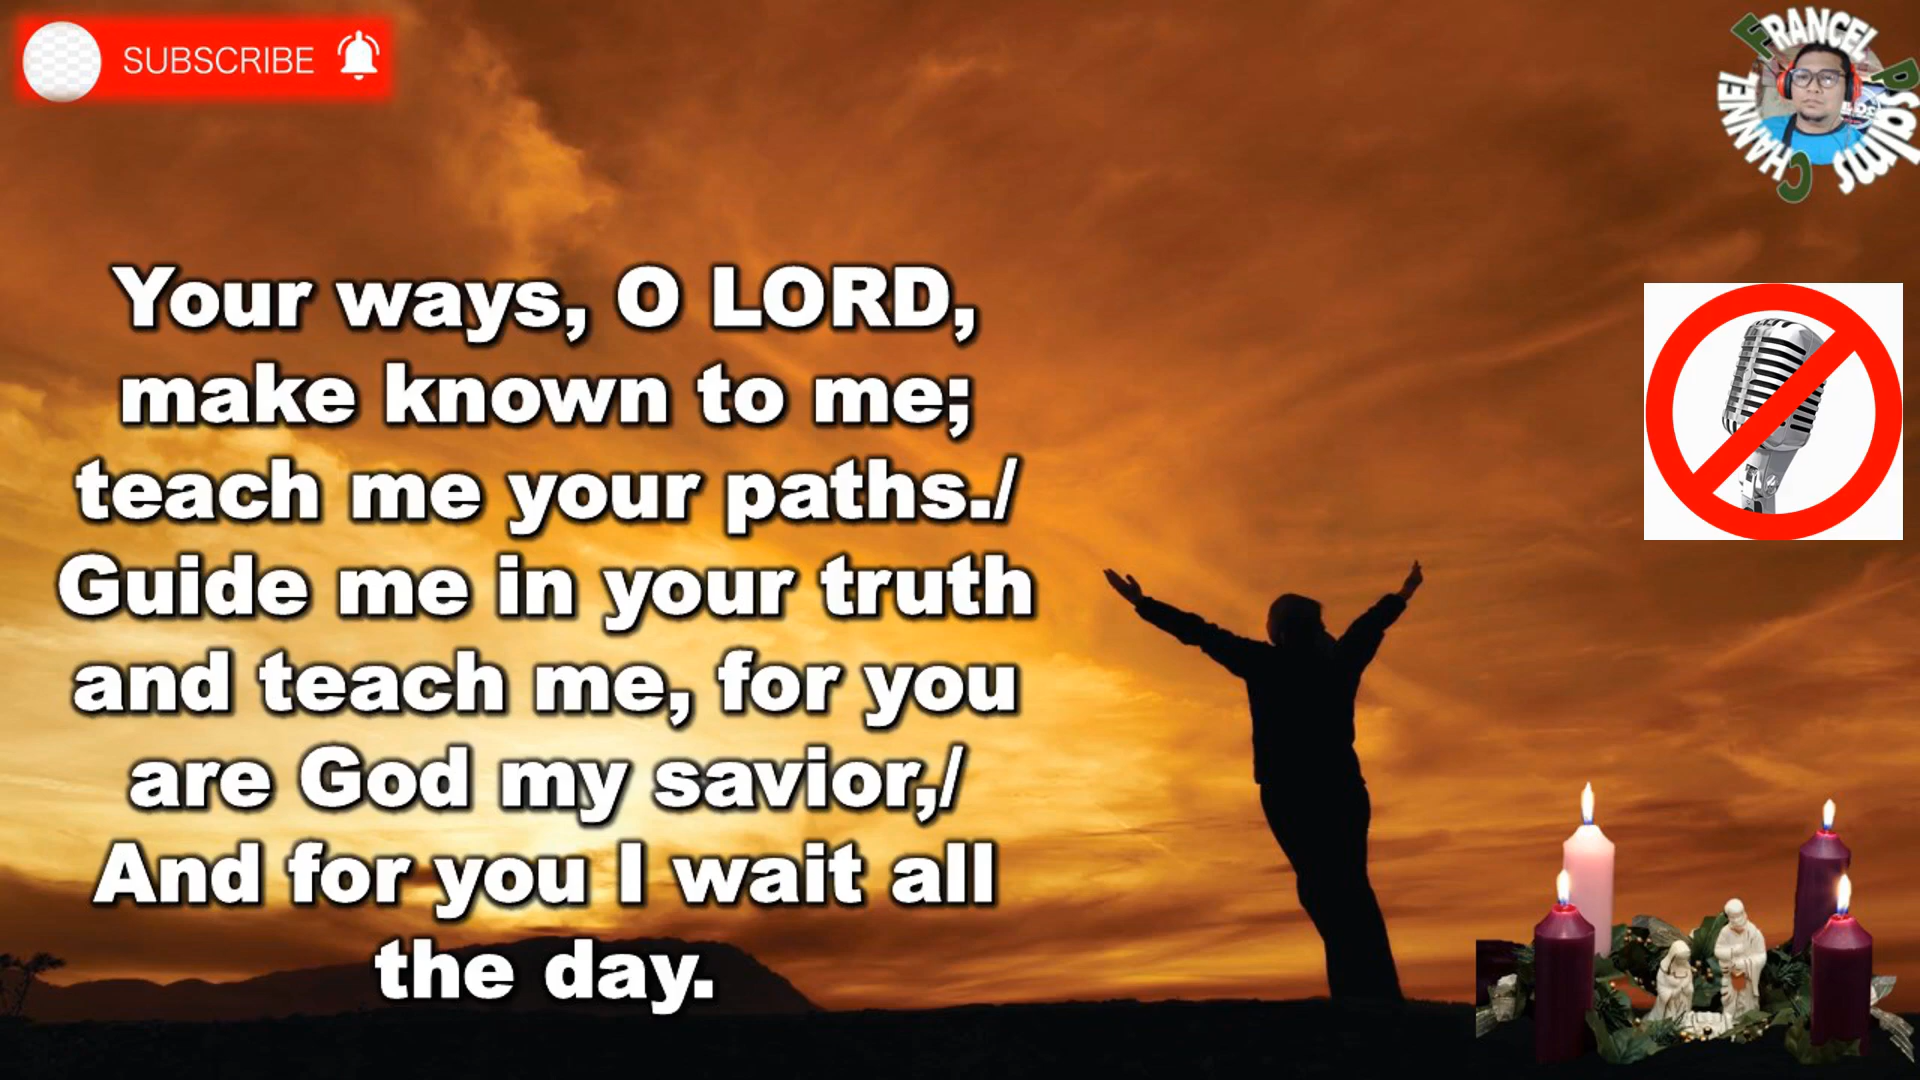 SUBSCRIBE
FRANCEL PSalms CHANNEL
Your ways, O LORD,
make known to me;
teach me your paths./
Guide me in your truth
and teach me, for you
are God my savior,/
And for you I wait all
the day.